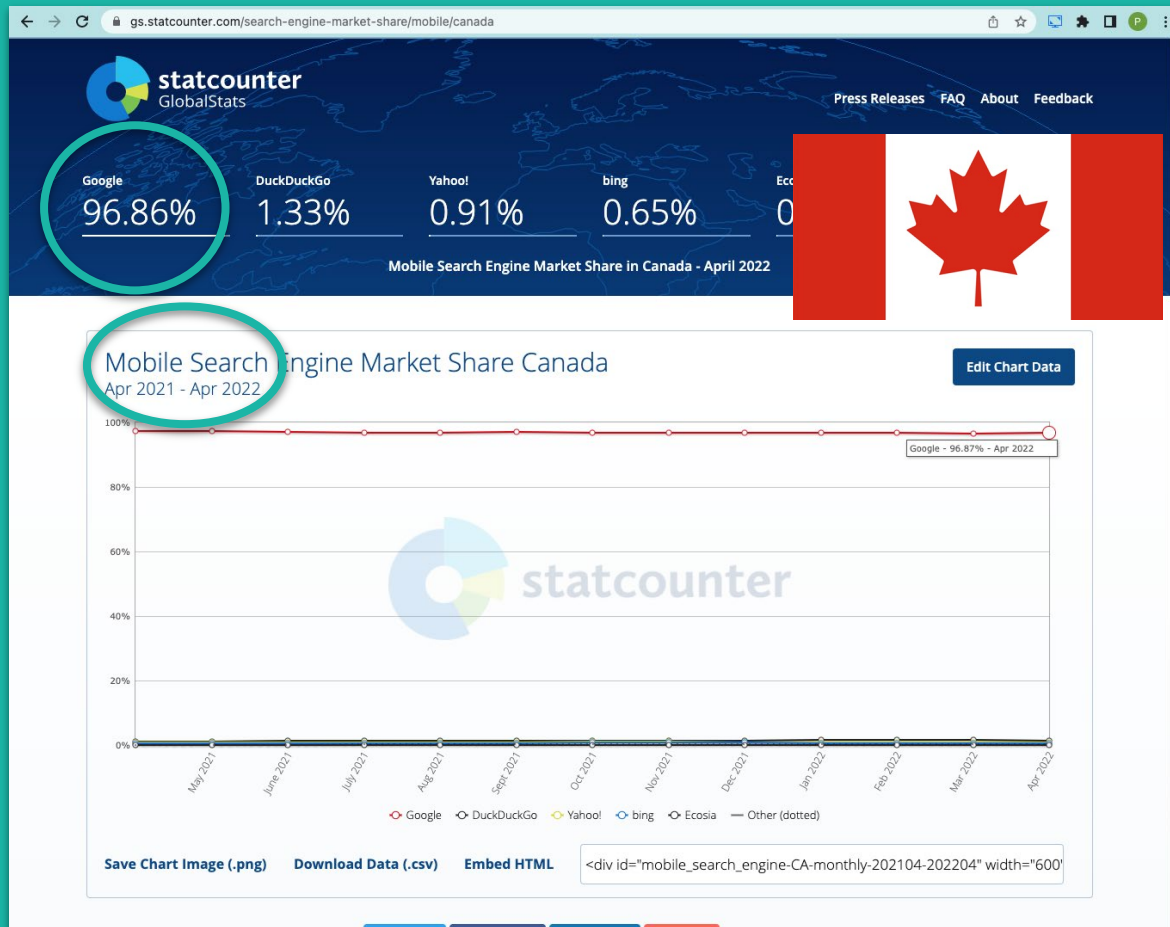 gs.statcounter.com/search-engine-market-share/mobile/canada
P
statcounter
GlobalStats
Press Releases FAQ About Feedback
Google DuckDuckGo Yahoo! bing
96.86% 1.33% 0.91% 0.65% 0
Mobile Search Engine Market Share in Canada - April 2022
Mobile Search Engine Market Share Canada
Apr 2021 - Apr 2022
Edit Chart Data
100%
Google - 96.87% - Apr 2022
80%
60%
statcounter
40%
20%
0%
May 2021 June 2021 July 2021 Aug 2021 Sept 2021 Oct 2021 Nov 2021 Dec 2021 Jan 2022 Feb 2022 Mar 2022 Apr 2022
Google DuckDuckGo Yahoo! bing Ecosia Other (dotted)
Save Chart Image (.png) Download Data (.csv) Embed HTML <div id="mobile_search_engine-CA-monthly-202104-202204" width="600"